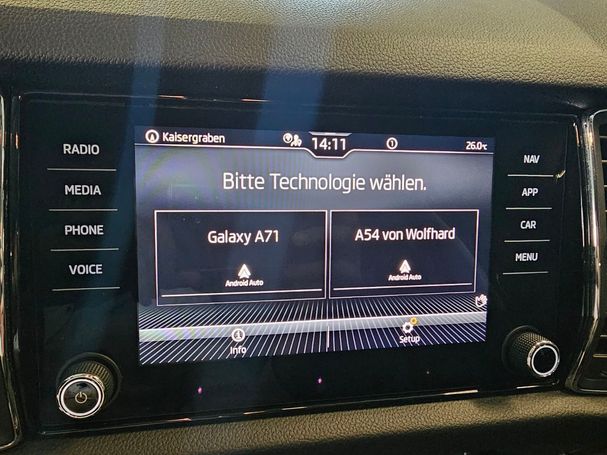 Kaisergraben
14:11
26.0°C
Bitte Technologie wählen.
Galaxy A71
Android Auto
A54 von Wolfhard
Android Auto
Info
Setup
RADIO
MEDIA
PHONE
VOICE
NAV
APP
CAR
MENU